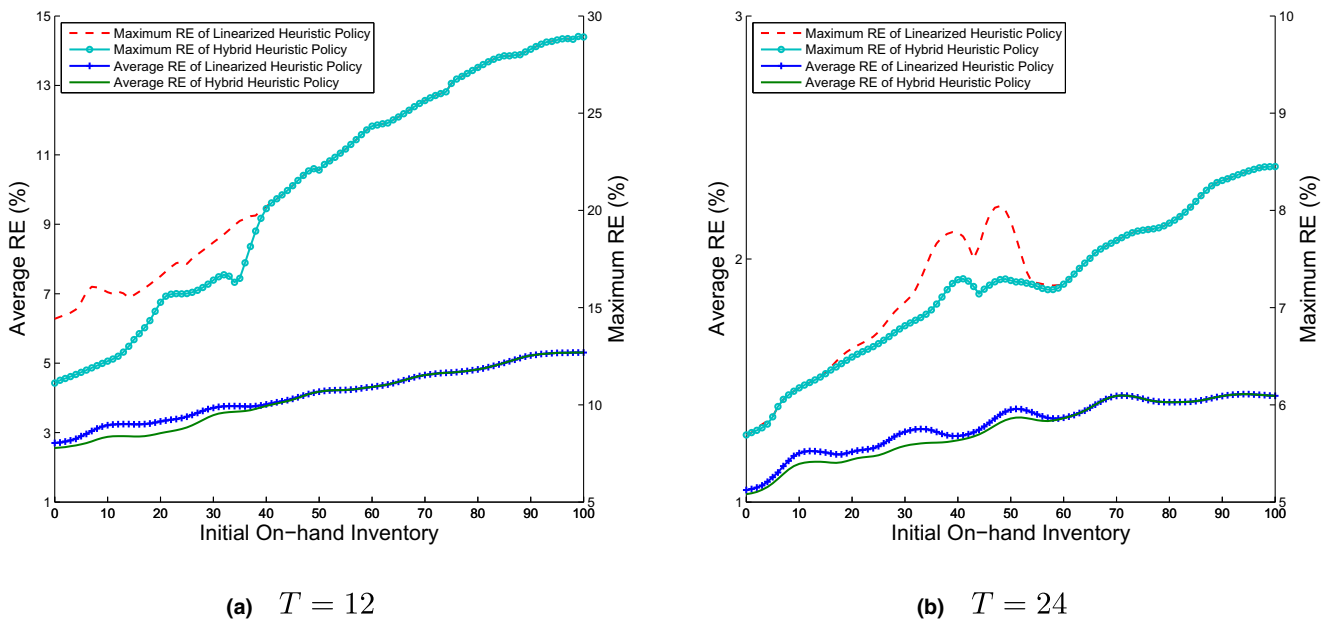 Maximum RE of Linearized Heuristic Policy
Maximum RE of Hybrid Heuristic Policy
Average RE of Linearized Heuristic Policy
Average RE of Hybrid Heuristic Policy
15
13
11
9
7
5
3
1
Average RE (%)
30
25
20
15
10
5
Maximum RE (%)
0 10 20 30 40 50 60 70 80 90 100
Initial On−hand Inventory
(a) T = 12
Maximum RE of Linearized Heuristic Policy
Maximum RE of Hybrid Heuristic Policy
Average RE of Linearized Heuristic Policy
Average RE of Hybrid Heuristic Policy
3
2
1
Average RE (%)
10
9
8
7
6
5
Maximum RE (%)
0 10 20 30 40 50 60 70 80 90 100
Initial On−hand Inventory
(b) T = 24